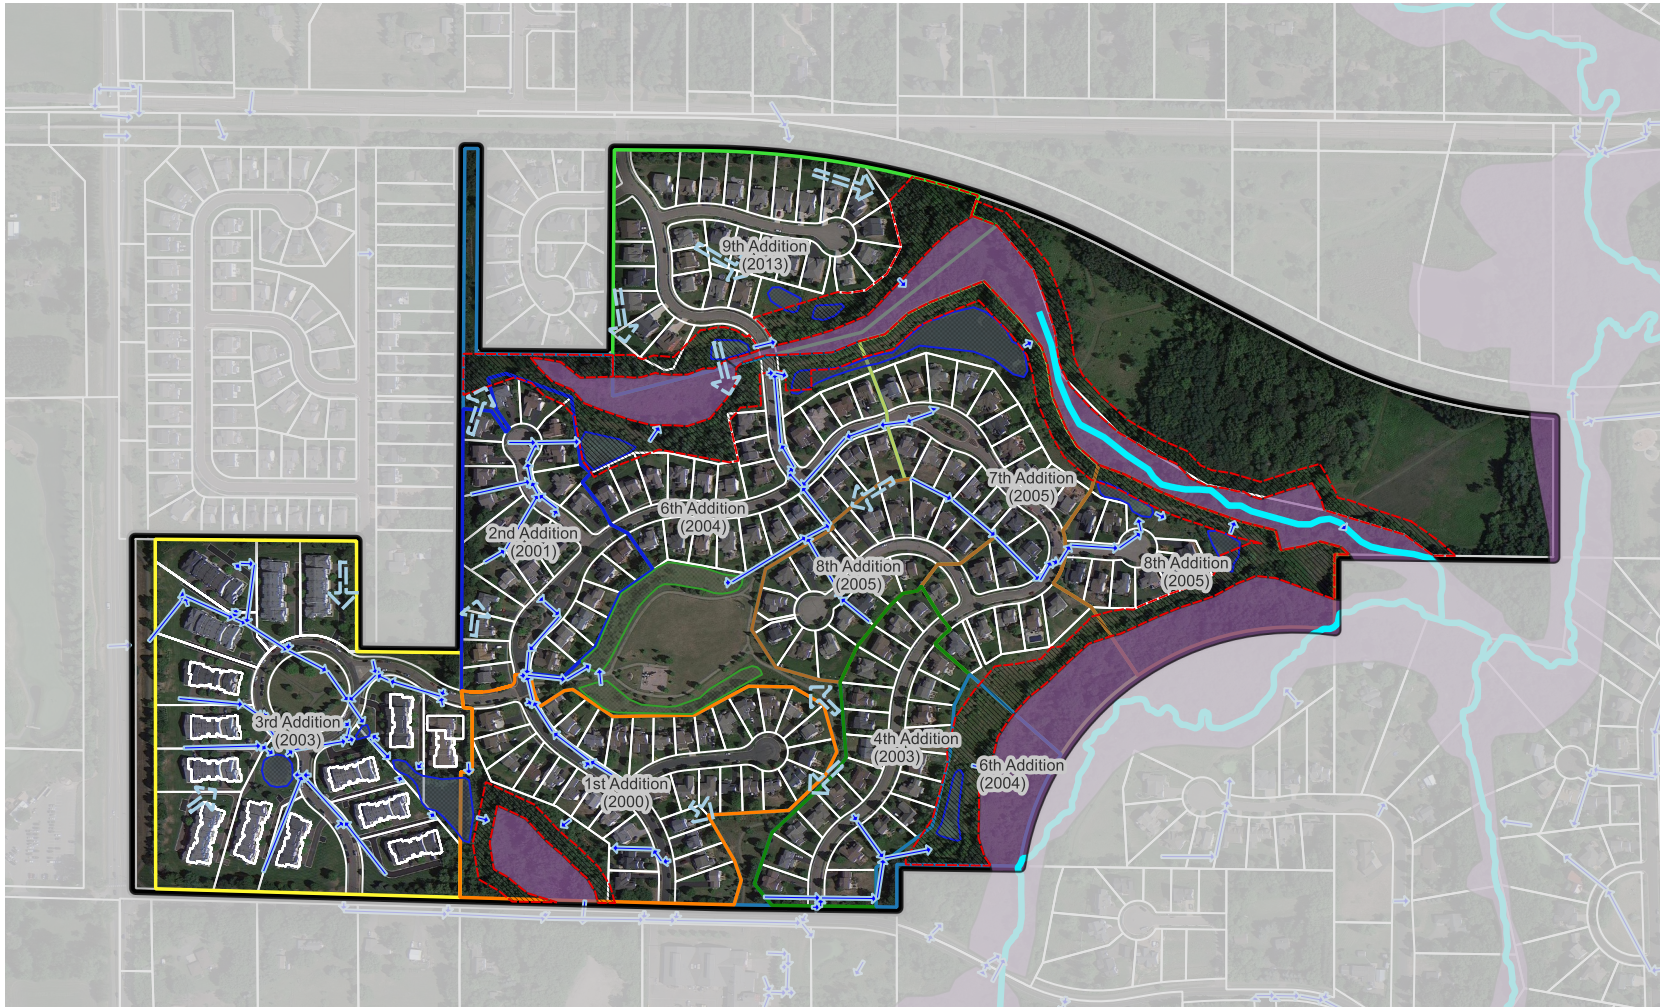 9th Addition
(2013)
7th Addition
(2005)
6th Addition
(2004)
2nd Addition
(2001)
8th Addition
(2005)
8th Addition
(2005)
3rd Addition
(2003)
4th Addition
(2003)
6th Addition
(2004)
1st Addition
(2000)